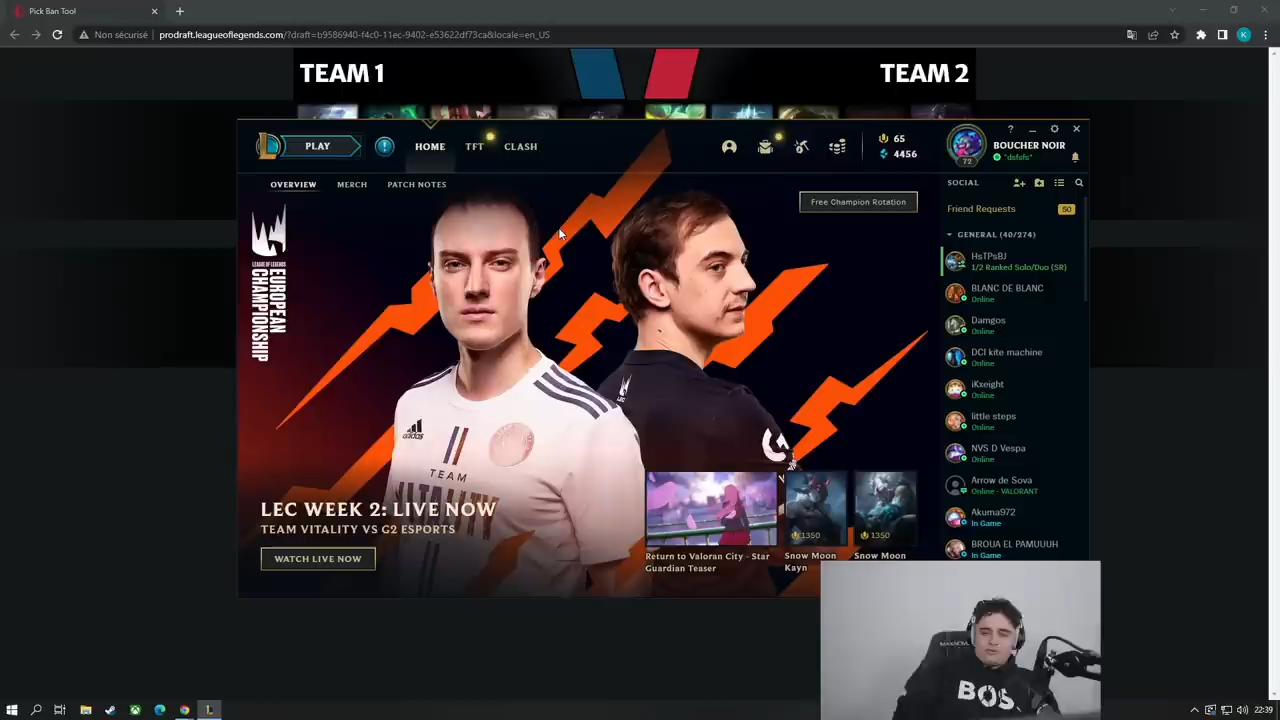 Pick Ban Tool
Non sécurisé
prodraft.leagueoflegends.com/?draft=b9586940-f4c0-11ec-9402-e53622df73ca&locale=en_US
K
TEAM 1
TEAM 2
PLAY
HOME
TFT
CLASH
65
4456
72
BOUCHER NOIR
"dsfsfs"
OVERVIEW
MERCH
PATCH NOTES
Free Champion Rotation
SOCIAL
Friend Requests
50
GENERAL (40/274)
HsTPsBJ
1/2 Ranked Solo/Duo (SR)
BLANC DE BLANC
Online
Damgos
Online
DCI kite machine
Online
iKxeight
Online
little steps
Online
NVS D Vespa
Online
Arrow de Sova
Online - VALORANT
Akuma972
In Game
BROUA EL PAMUUUH
In Game
LEAGUE OF LEGENDS
EUROPEAN
CHAMPIONSHIP
LEC
adidas
TEAM
VITALITY
LEC WEEK 2: LIVE NOW
TEAM VITALITY VS G2 ESPORTS
WATCH LIVE NOW
Return to Valoran City - Star
Guardian Teaser
1350
Snow Moon
Kayn
1350
Snow Moon
BOS
22:39